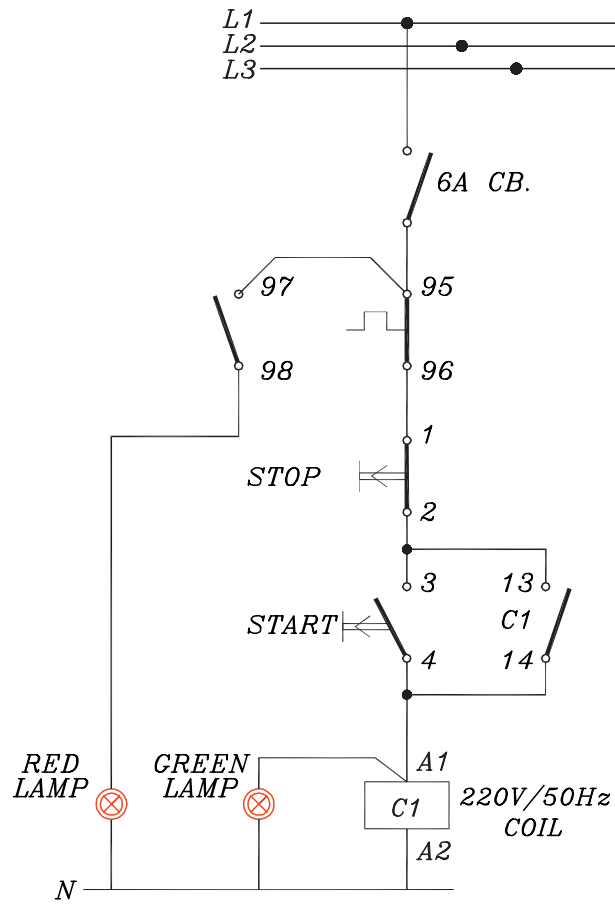 L1
L2
L3
6A CB.
97
95
98
96
1
STOP
2
3
13
START
C1
4
14
RED
LAMP
GREEN
LAMP
A1
C1
220V/50Hz
COIL
A2
N